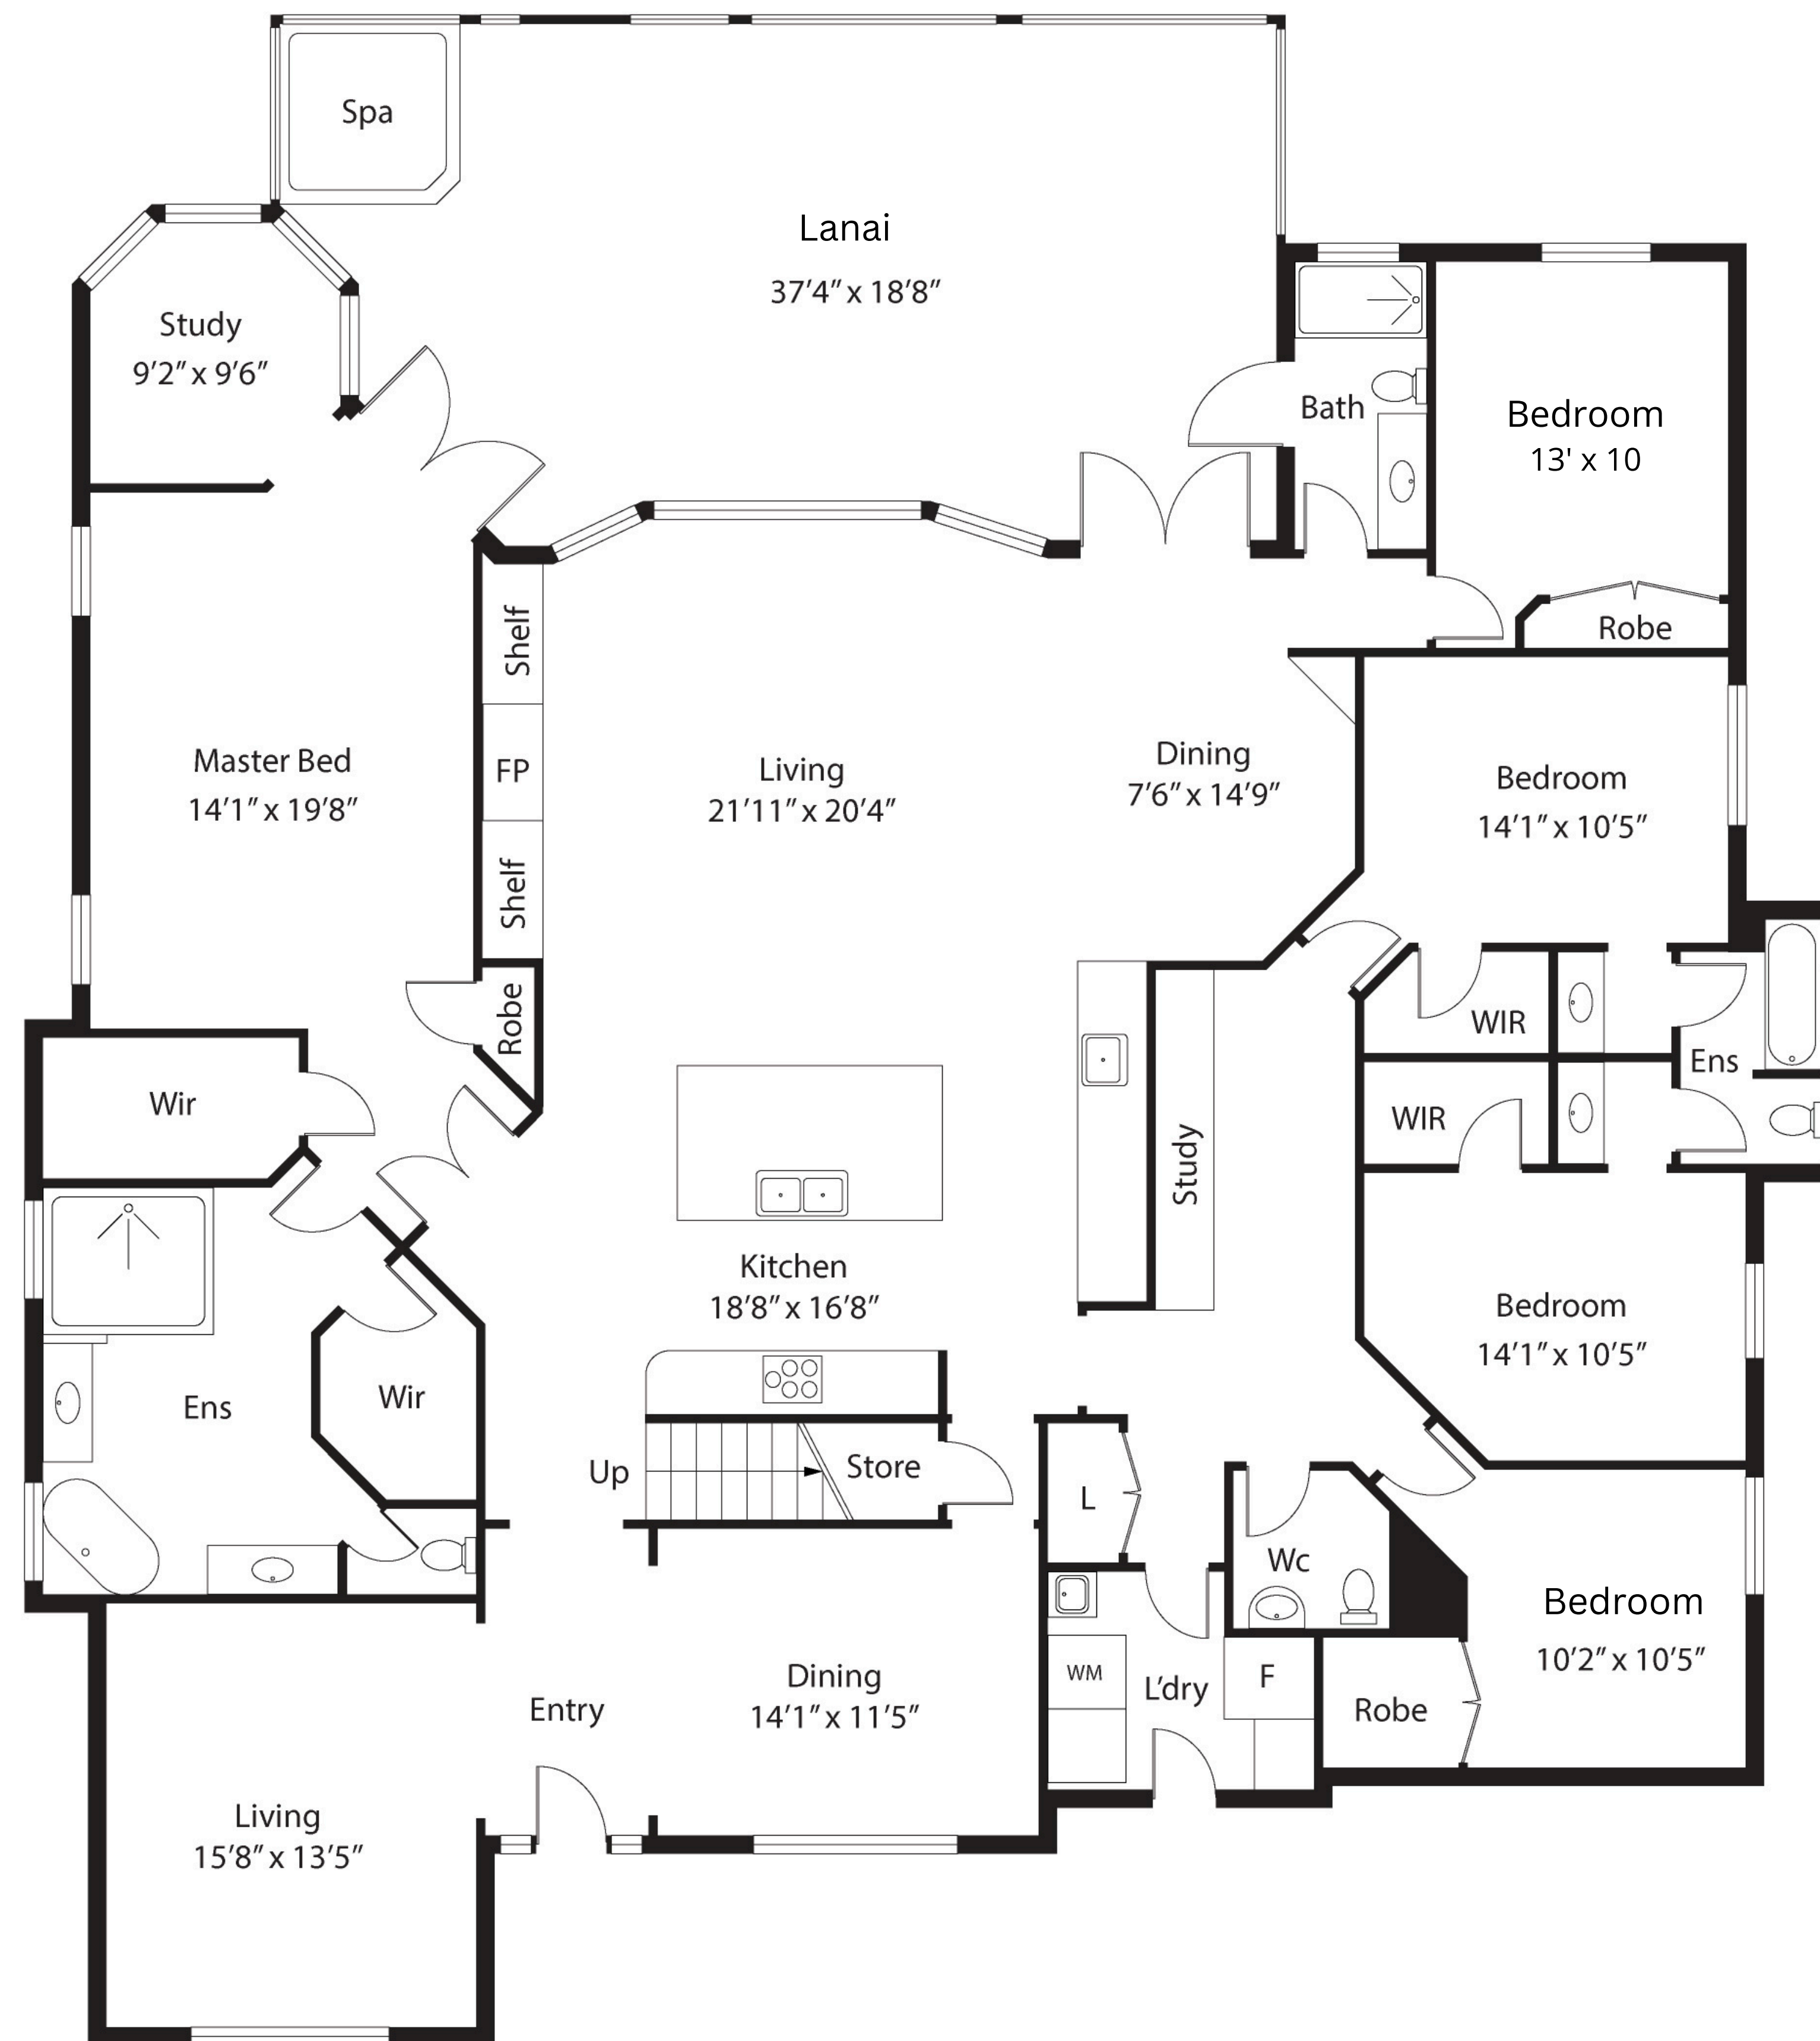 Spa
Lanai
37'4" x 18'8"
Study
9'2" x 9'6"
Bath
Bedroom
13' x 10
Shelf
Robe
Master Bed
14'1" x 19'8"
FP
Living
21'11" x 20'4"
Dining
7'6" x 14'9"
Bedroom
14'1" x 10'5"
Shelf
Robe
WIR
Ens
Wir
WIR
Study
Kitchen
18'8" x 16'8"
Bedroom
14'1" x 10'5"
Ens
Wir
Up
Store
L
Wc
Bedroom
10'2" x 10'5"
WM
L'dry
F
Robe
Entry
Dining
14'1" x 11'5"
Living
15'8" x 13'5"